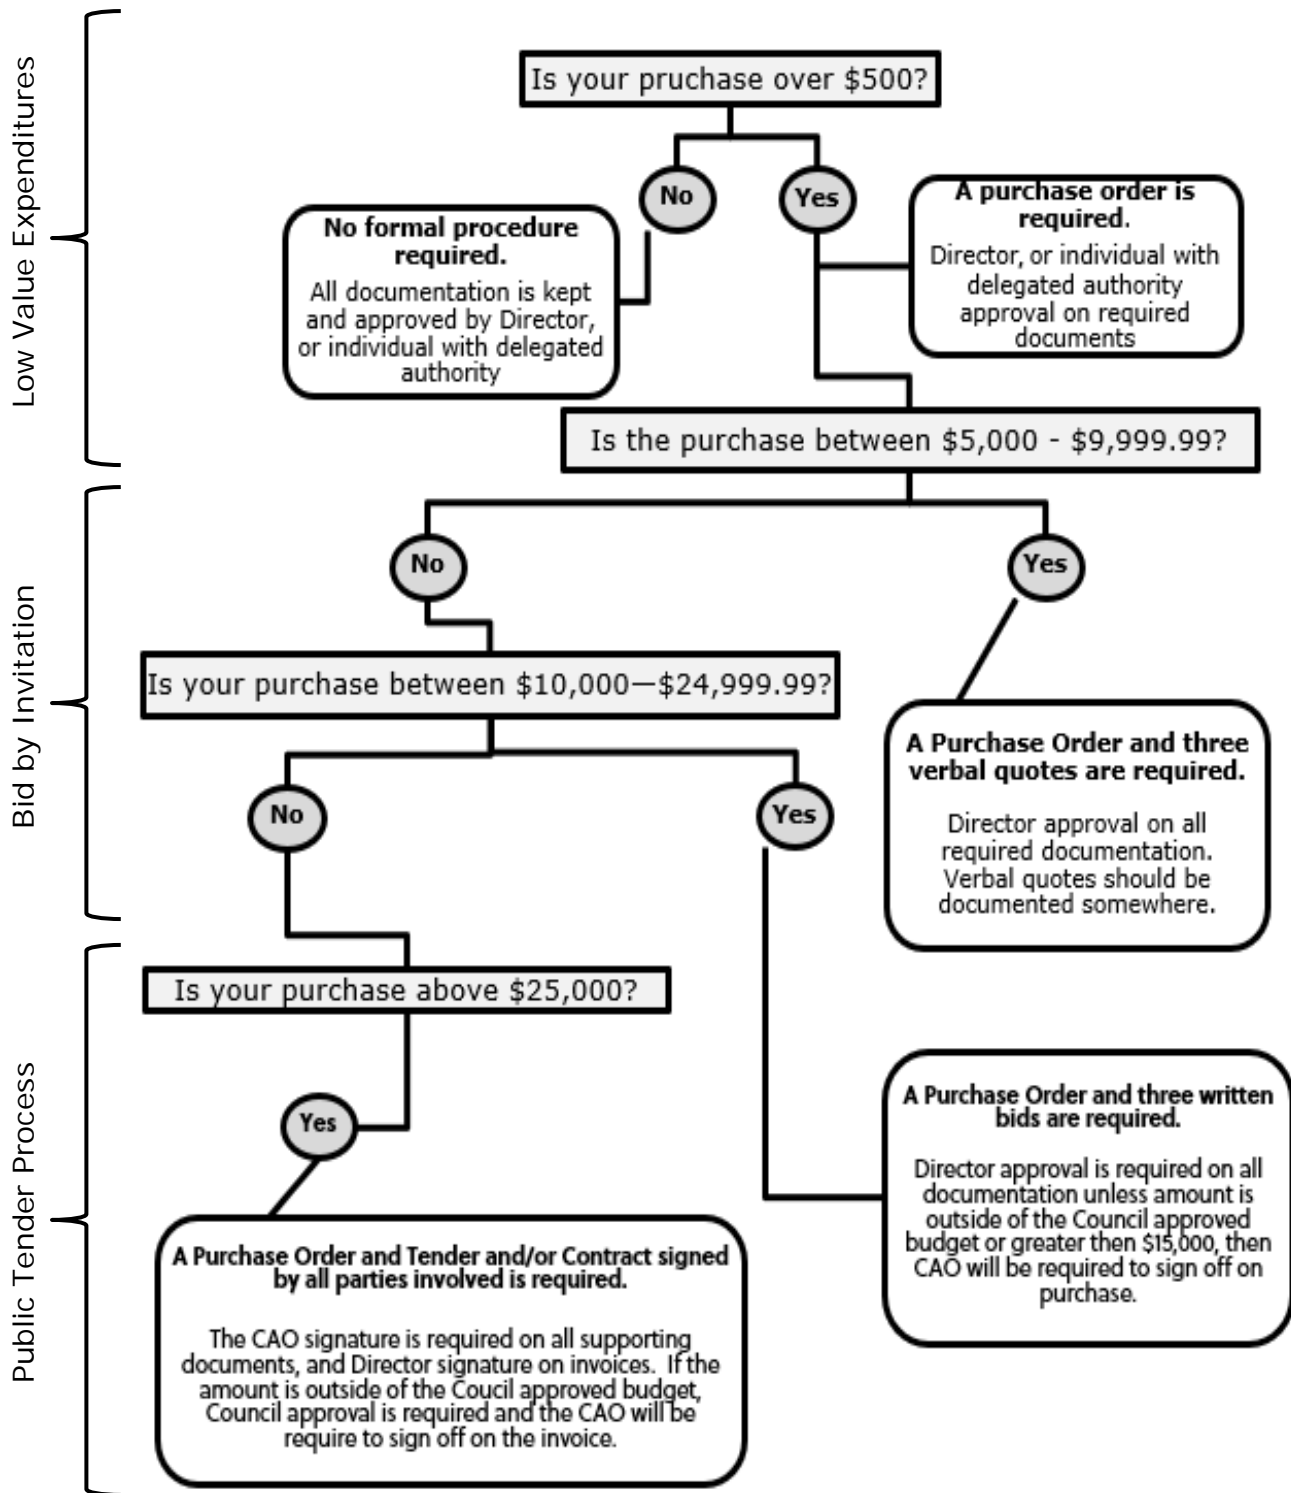 Low Value Expenditures
Is your pruchase over $500?
No
Yes
No formal procedure
required.
All documentation is kept
and approved by Director,
or individual with delegated
authority
A purchase order is
required.
Director, or individual with
delegated authority
approval on required
documents
Is the purchase between $5,000 - $9,999.99?
Bid by Invitation
No
Yes
Is your purchase between $10,000—$24,999.99?
A Purchase Order and three
verbal quotes are required.
Director approval on all
required documentation.
Verbal quotes should be
documented somewhere.
No
Yes
Public Tender Process
Is your purchase above $25,000?
Yes
A Purchase Order and three written
bids are required.
Director approval is required on all
documentation unless amount is
outside of the Council approved
budget or greater then $15,000, then
CAO will be required to sign off on
purchase.
A Purchase Order and Tender and/or Contract signed
by all parties involved is required.
The CAO signature is required on all supporting
documents, and Director signature on invoices.  If the
amount is outside of the Coucil approved budget,
Council approval is required and the CAO will be
require to sign off on the invoice.